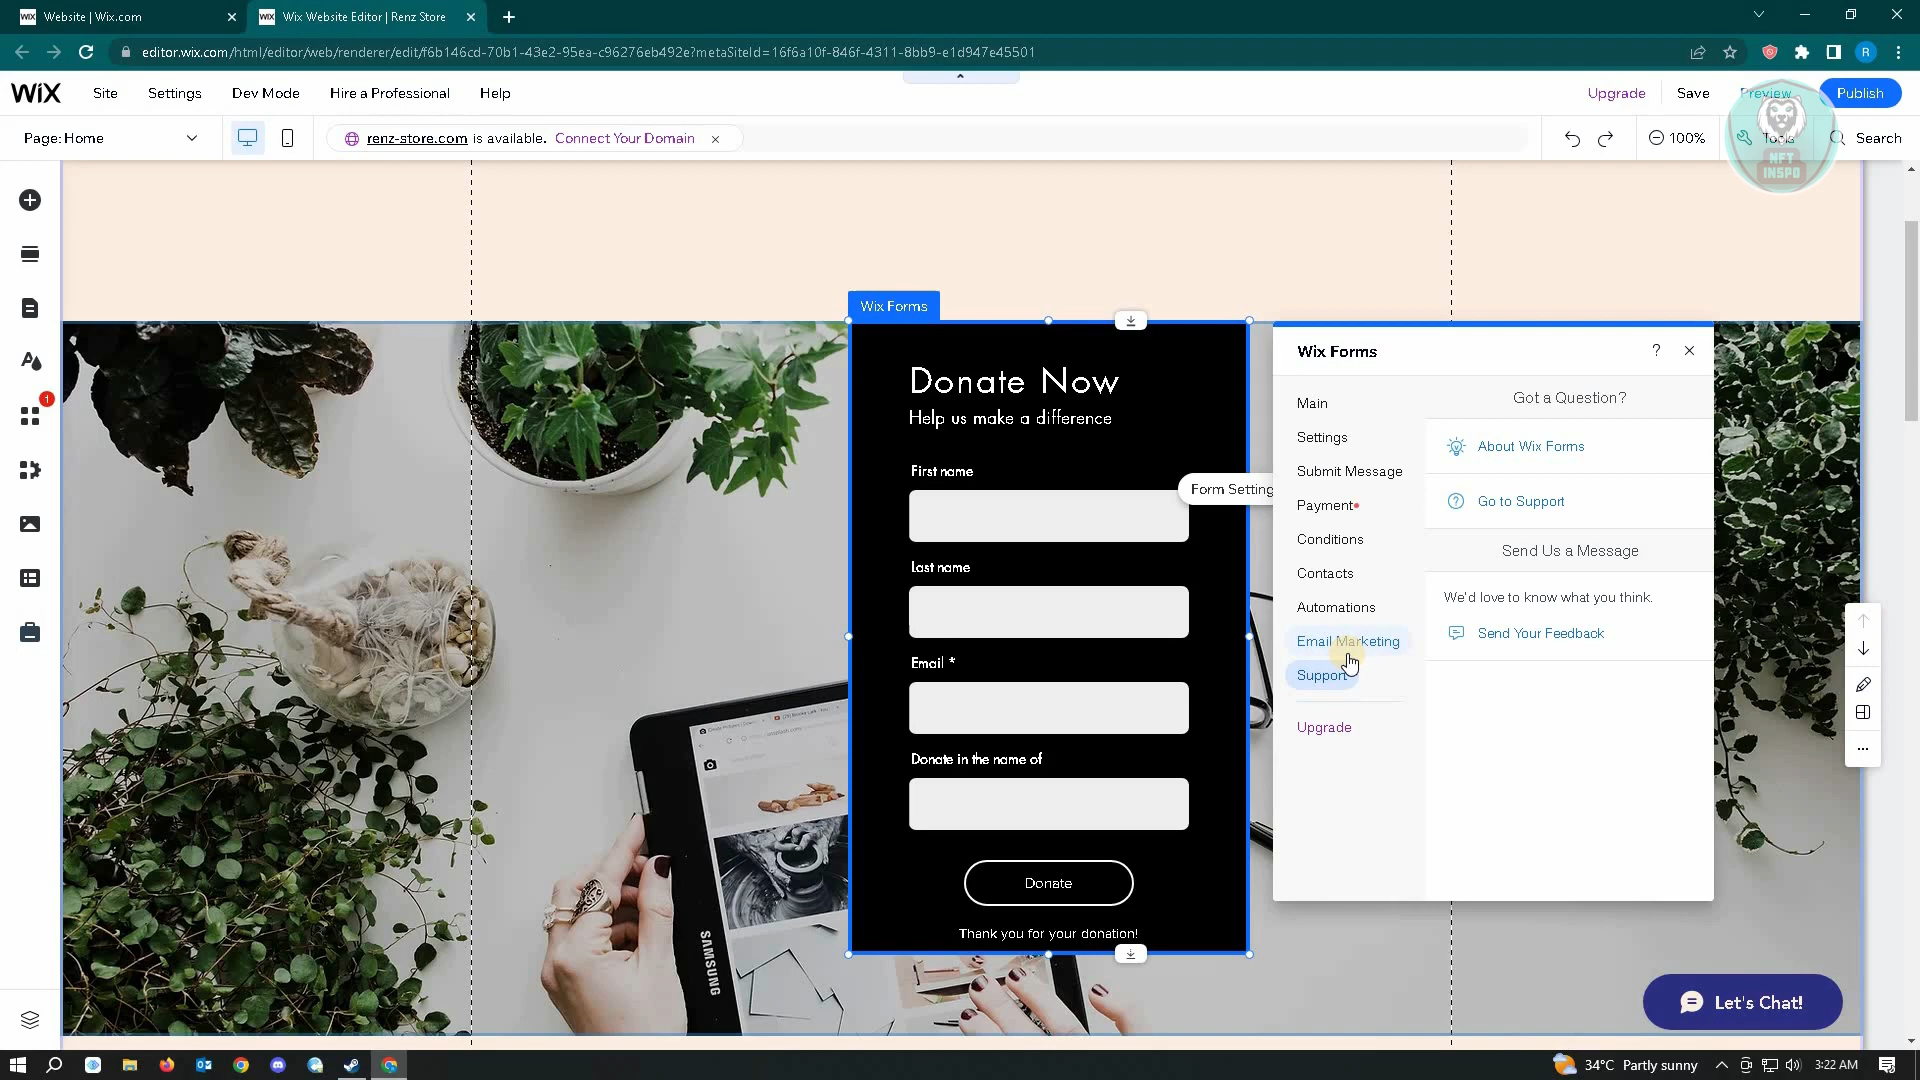 Website | Wix.com
Wix Website Editor | Renz Store
editor.wix.com/html/editor/web/renderer/edit/f6b146cd-70b1-43e2-95ea-c96276eb492e?metaSiteId=16f6a10f-846f-4311-8bb9-e1d947e45501
R
WiX
Site
Settings
Dev Mode
Hire a Professional
Help
Upgrade
Save
Preview
Publish
Page: Home
renz-store.com is available. Connect Your Domain
100%
Tools
Search
NFT
INSPO
1
Wix Forms
Donate Now
Help us make a difference
First name
Form Setting
Last name
Email *
Donate in the name of
Donate
Thank you for your donation!
SAMSUNG
Wix Forms
?
Main
Settings
Submit Message
Payment
Conditions
Contacts
Automations
Email Marketing
Support
Upgrade
Got a Question?
About Wix Forms
Go to Support
Send Us a Message
We'd love to know what you think.
Send Your Feedback
Let's Chat!
34°C Partly sunny
3:22 AM